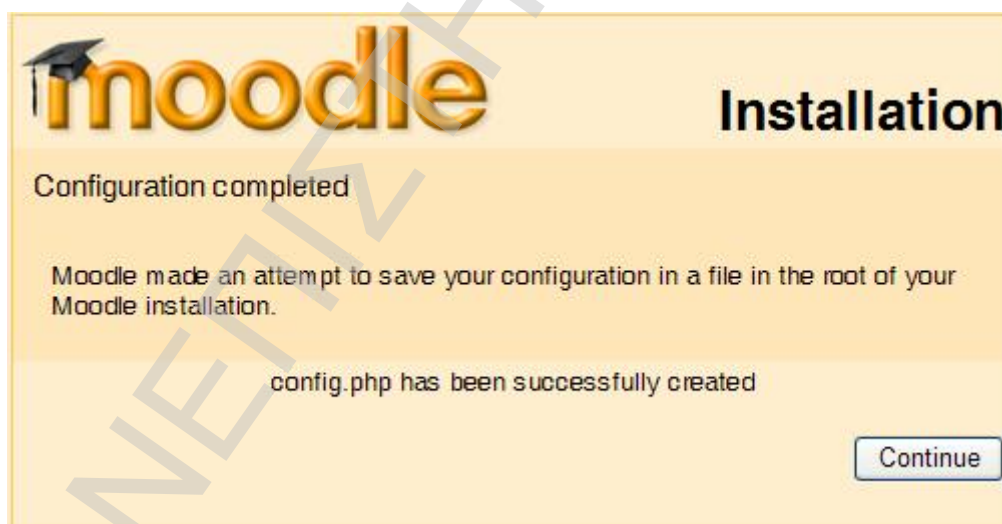 moodle
Installation
Configuration completed
Moodle made an attempt to save your configuration in a file in the root of your
Moodle installation.
config.php has been successfully created
Continue
ΝΕΠΙΣΤΗ